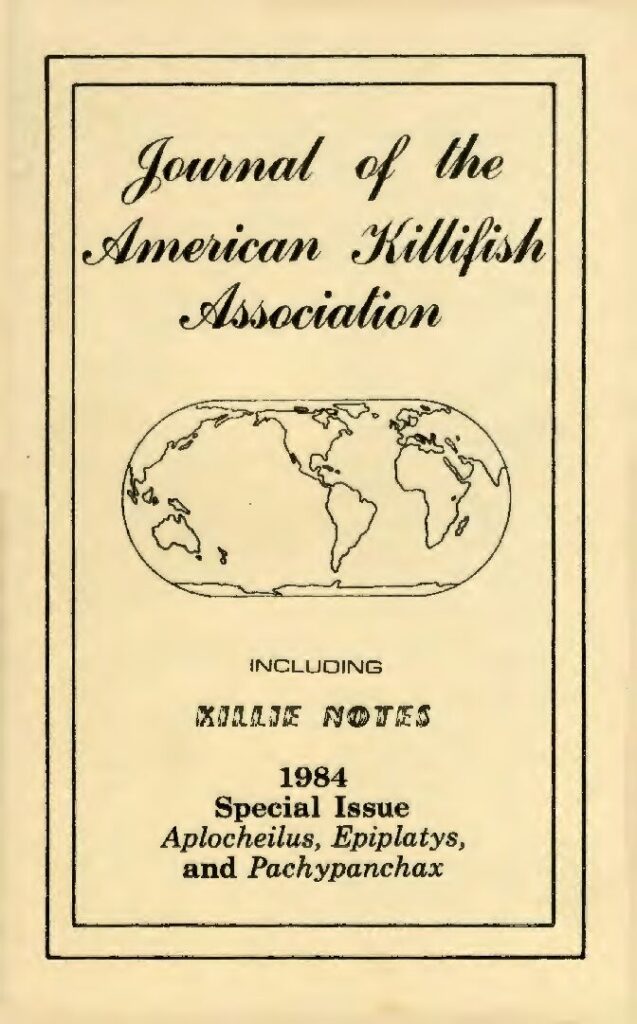 Journal of the
American Killifish
Association
INCLUDING
KILLIE NOTES
1984
Special Issue
Aplocheilus, Epiplatys,
and Pachypanchax